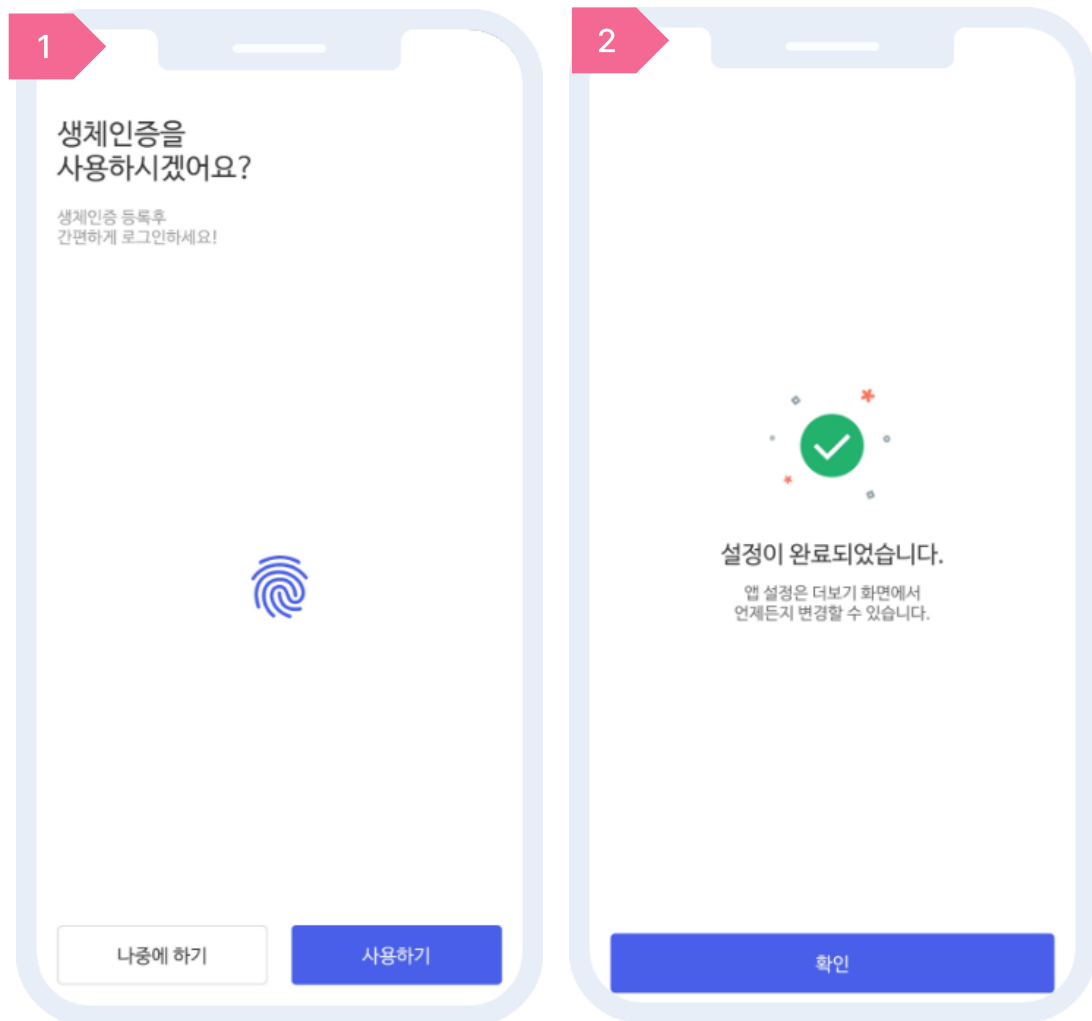 1
생체인증을
사용하시겠어요?
생체인증 등록후
간편하게 로그인하세요!
나중에 하기
사용하기
2
설정이 완료되었습니다.
앱 설정은 더보기 화면에서
언제든지 변경할 수 있습니다.
확인